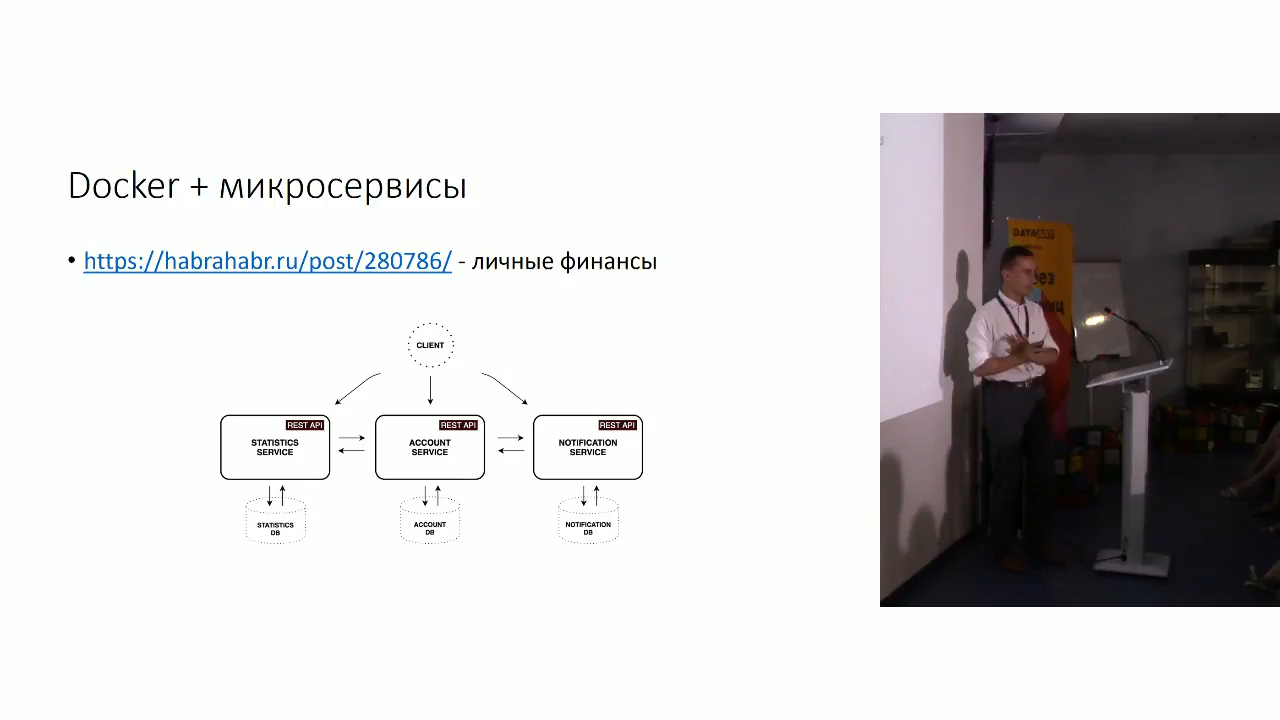 Docker + микросервисы
• https://habrahabr.ru/post/280786/ - личные финансы
CLIENT
REST API
STATISTICS
SERVICE
REST API
ACCOUNT
SERVICE
REST API
NOTIFICATION
SERVICE
STATISTICS
DB
ACCOUNT
DB
NOTIFICATION
DB
DATAART